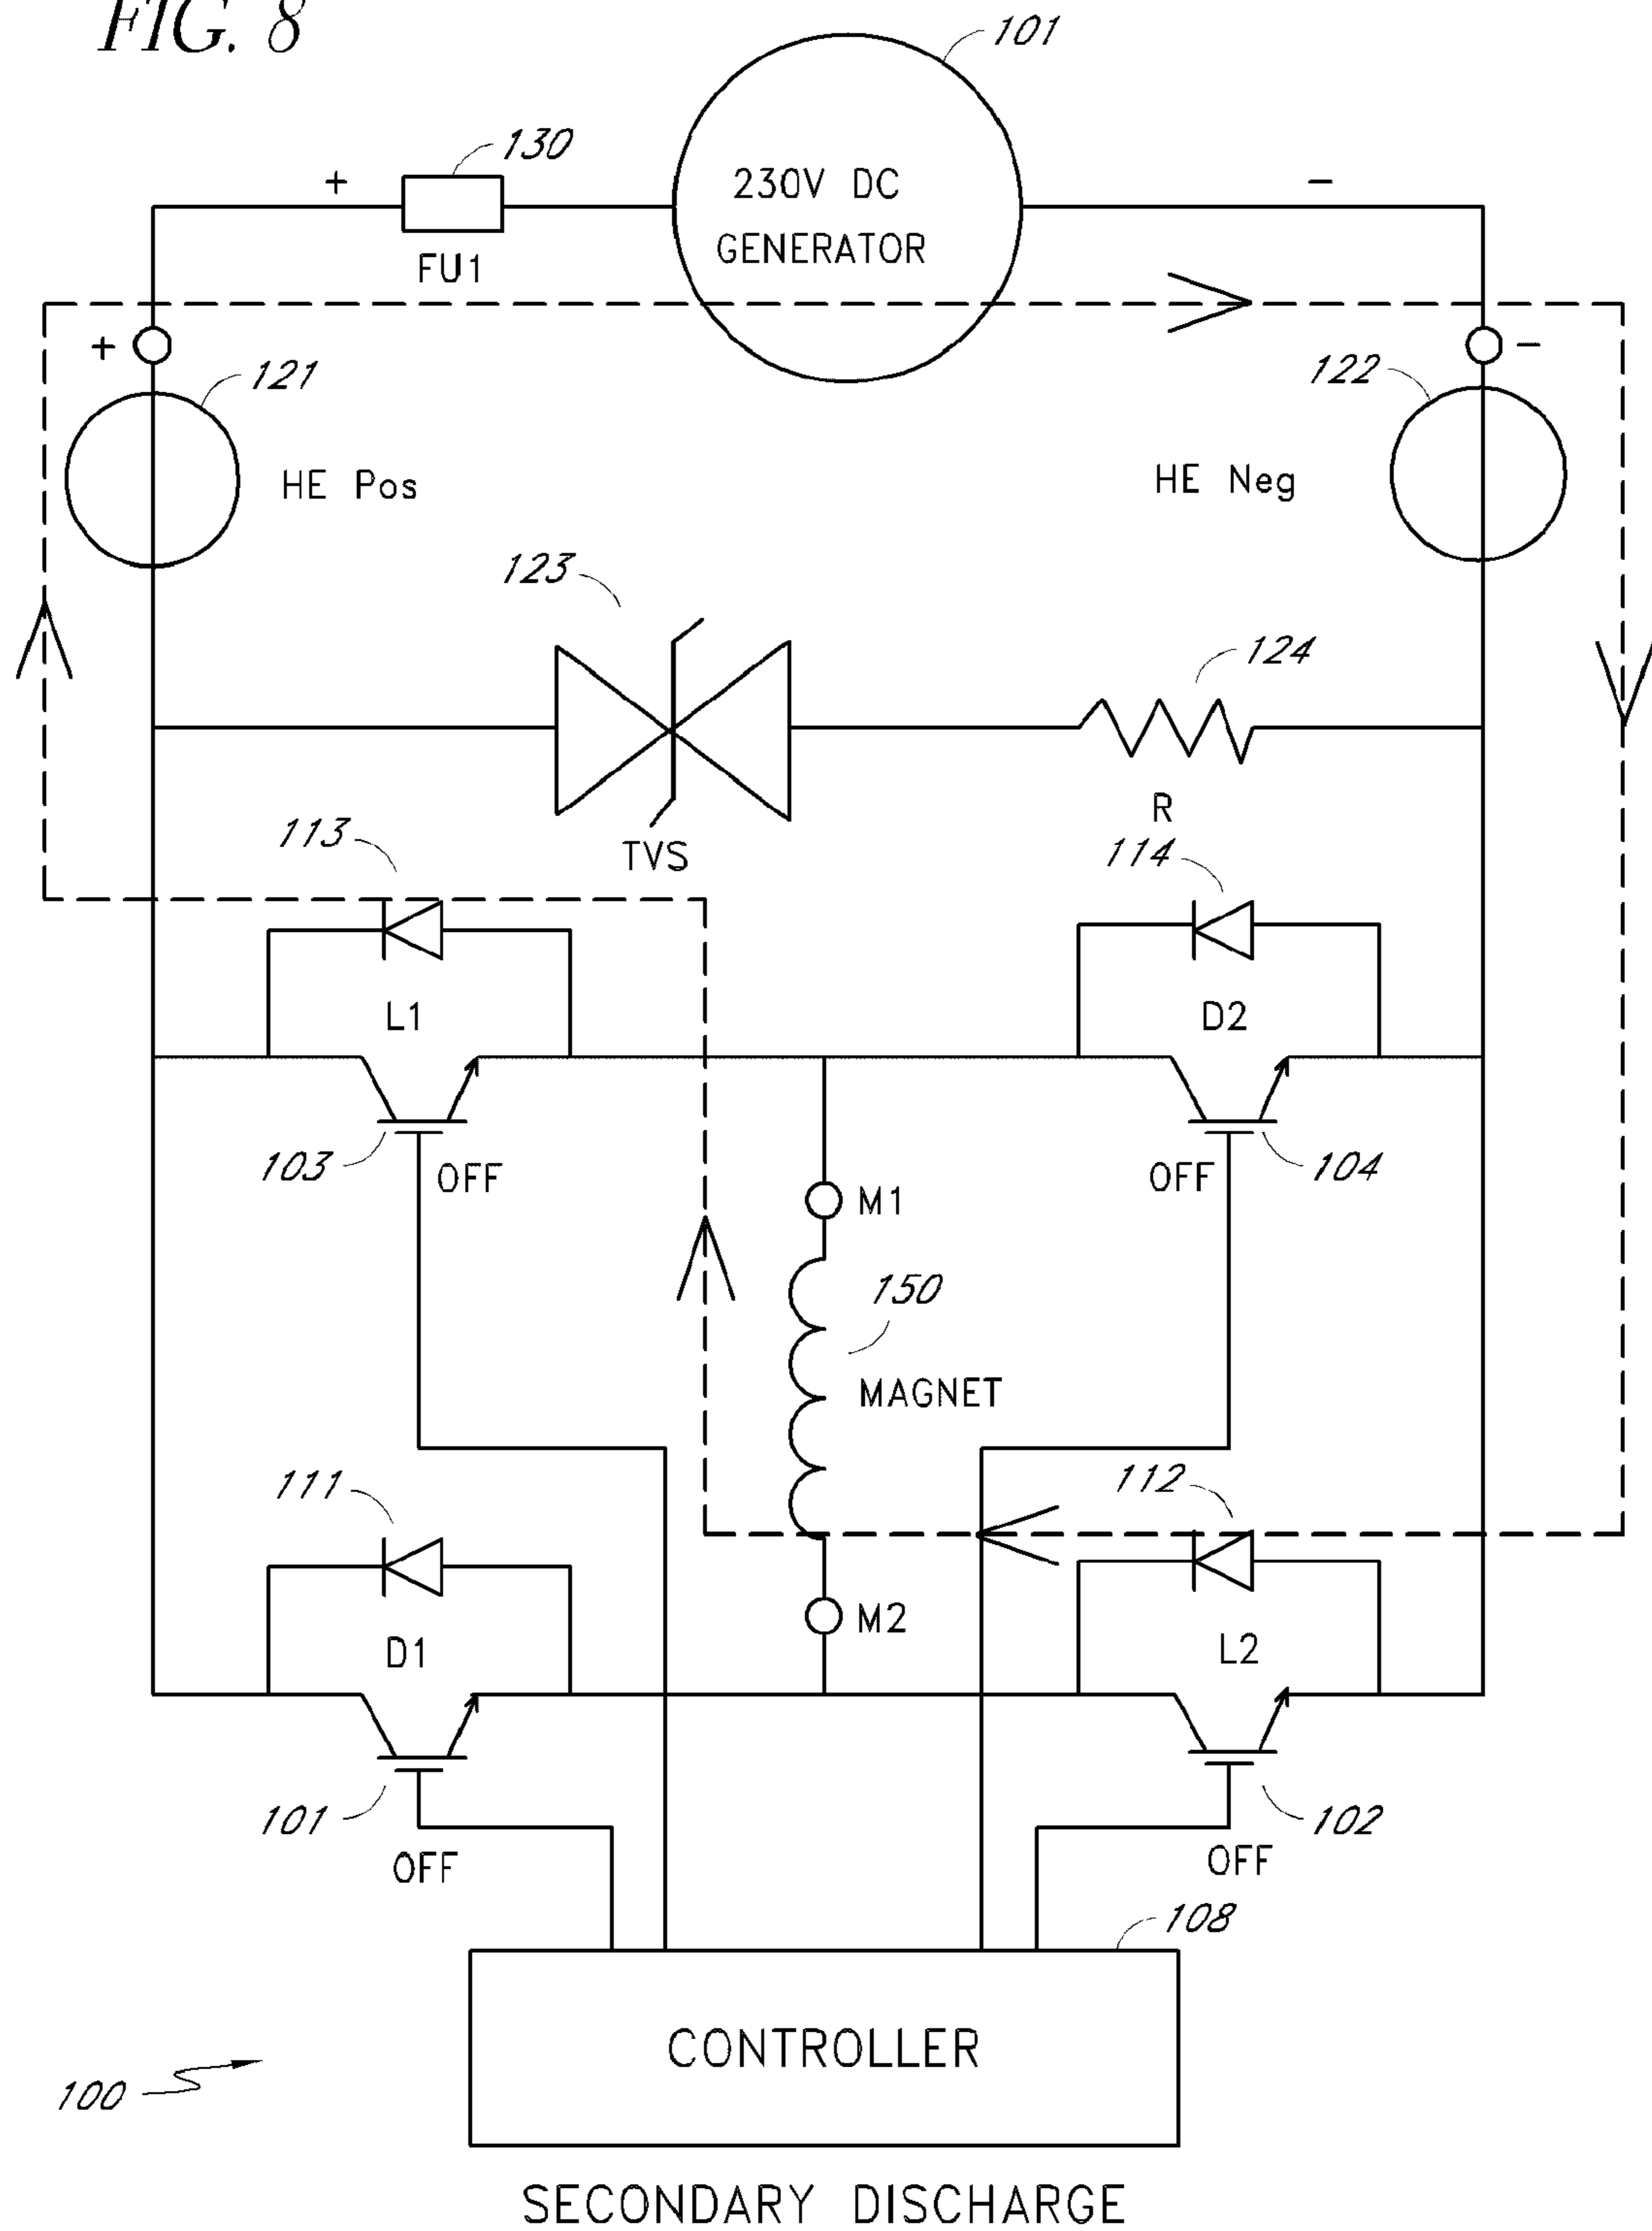 FIG. 8
101
130
+
−
230V DC
GENERATOR
FU1
+
−
121
122
HE Pos
HE Neg
123
124
R
TVS
113
114
L1
D2
103
OFF
OFF
104
M1
150
MAGNET
111
112
M2
D1
L2
101
102
OFF
OFF
108
CONTROLLER
100
SECONDARY DISCHARGE